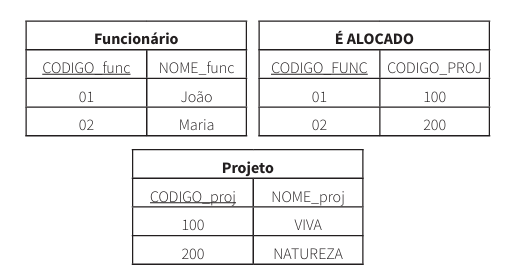 Funcionário
CODIGO_func NOME_func
01 João
02 Maria
É ALOCADO
CODIGO_FUNC CODIGO_PROJ
01 100
02 200
Projeto
CODIGO_proj NOME_proj
100 VIVA
200 NATUREZA